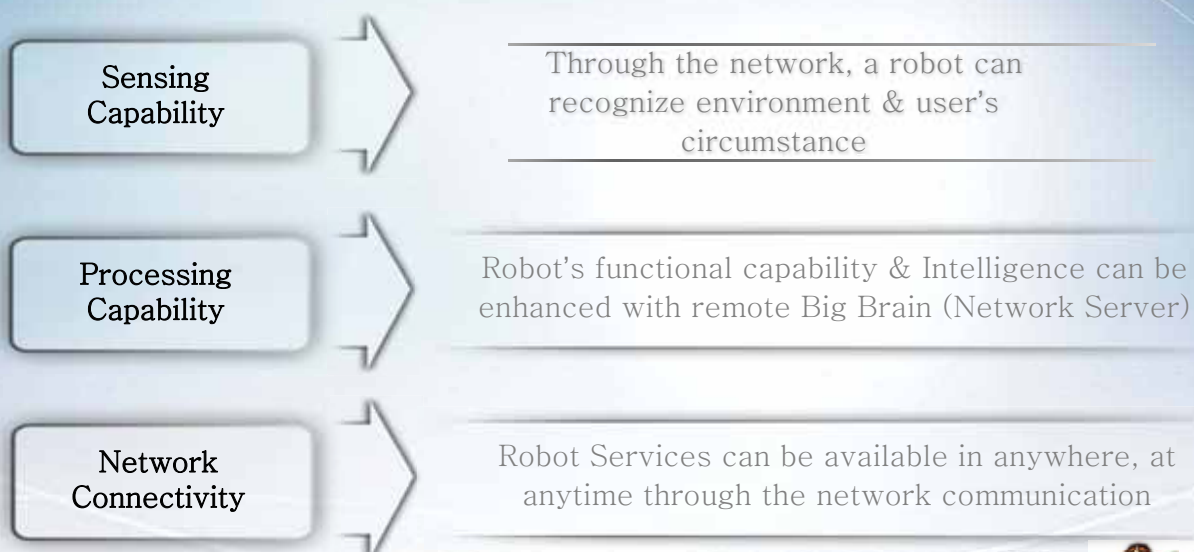 Sensing
Capability
Through the network, a robot can
recognize environment & user's
circumstance
Processing
Capability
Robot's functional capability & Intelligence can be
enhanced with remote Big Brain (Network Server)
Network
Connectivity
Robot Services can be available in anywhere, at
anytime through the network communication